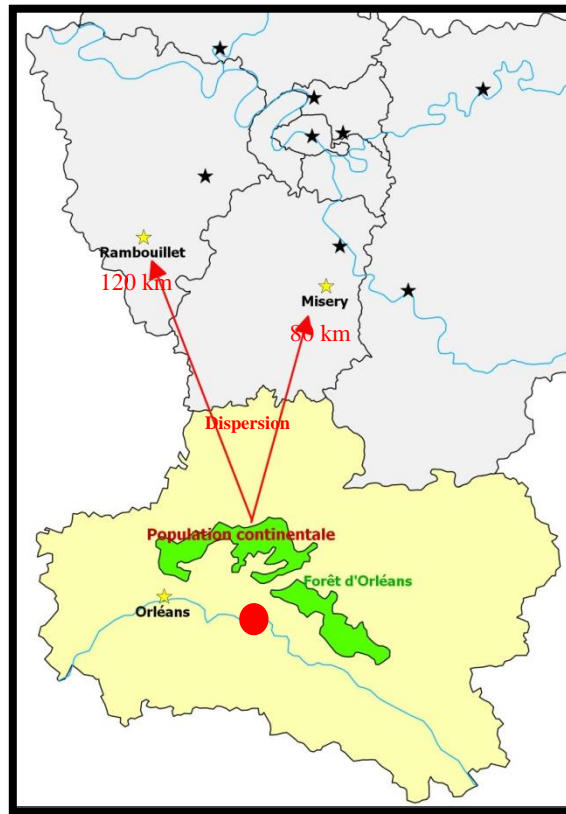 Rambouillet
120 km
Misery
80 km
Dispersion
Population continentale
Forêt d'Orléans
Orléans